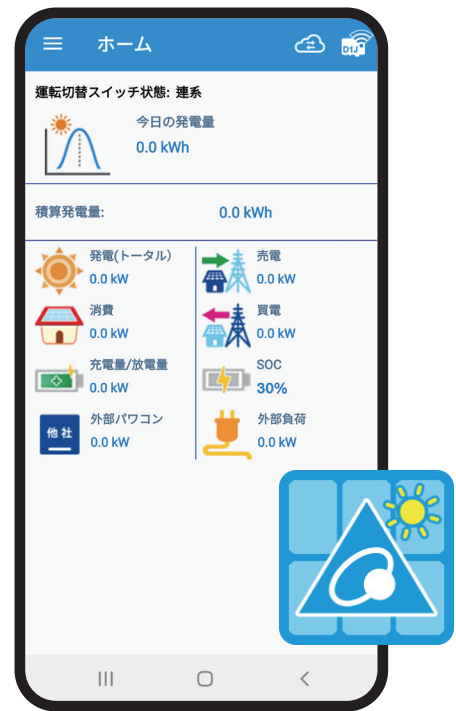 ホーム
D1J
運転切替スイッチ状態: 連系
今日の発電量
0.0 kWh
積算発電量:
0.0 kWh
発電(トータル)
0.0 kW
売電
0.0 kW
消費
0.0 kW
買電
0.0 kW
充電量/放電量
0.0 kW
SOC
30%
他社
外部パワコン
0.0 kW
外部負荷
0.0 kW